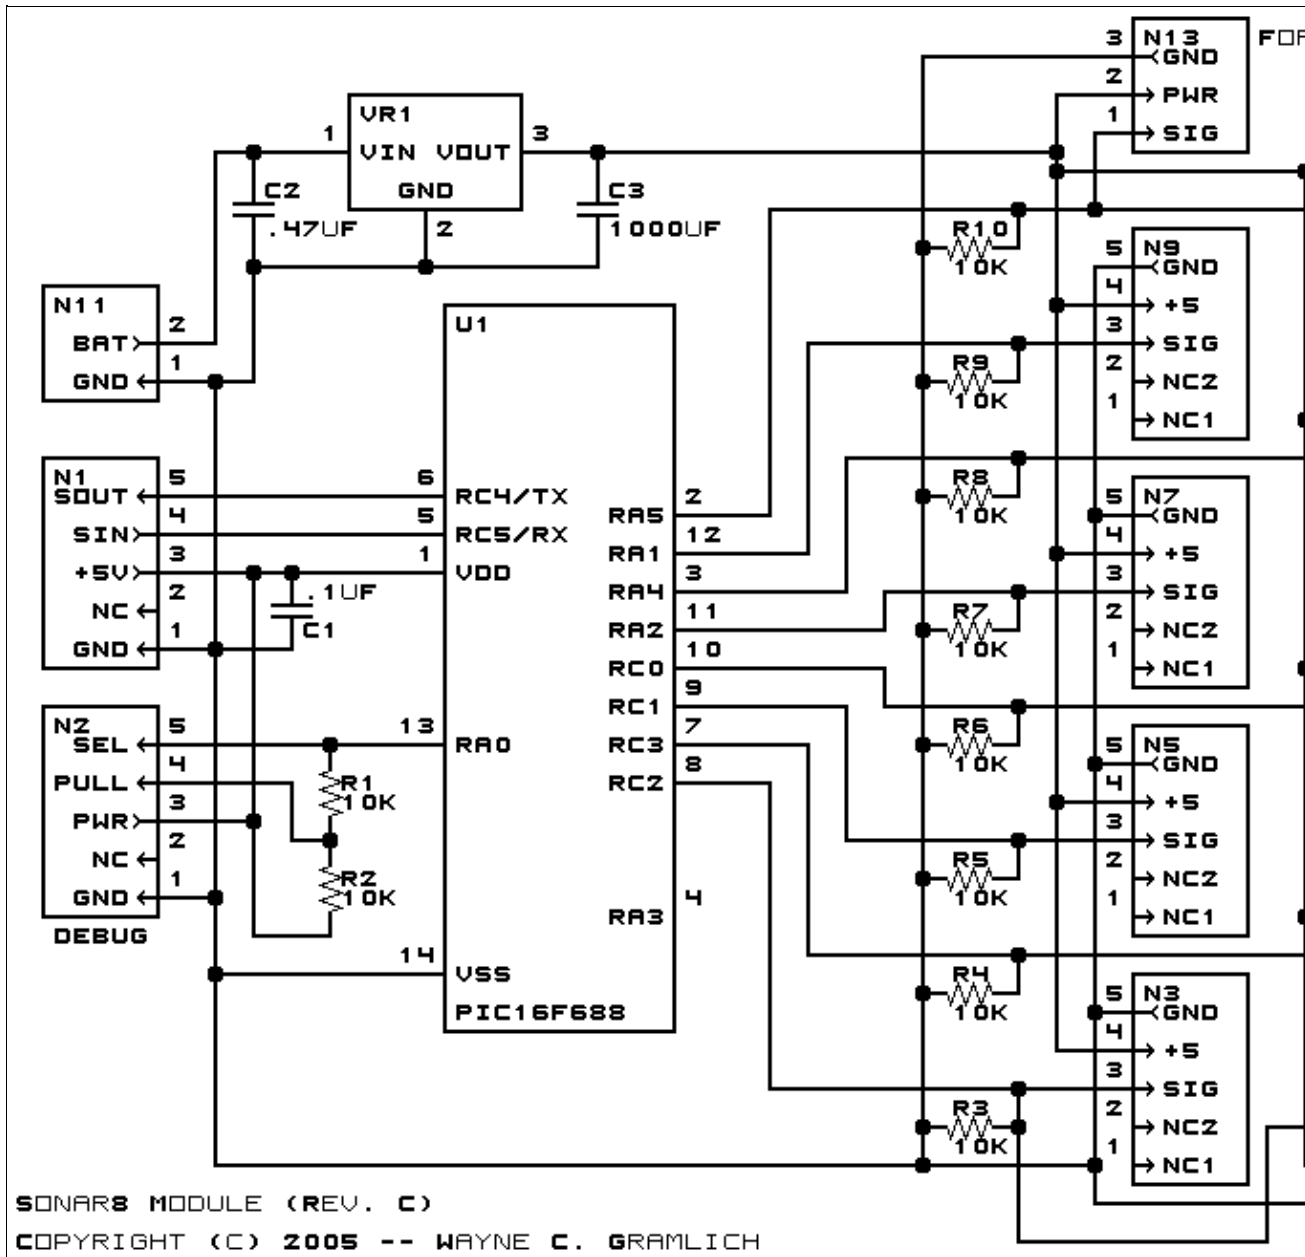 3 N13 FOR
GND
2 PWR
1 SIG
VR1
1 VIN VOUT 3
GND
2
C2
.47UF
C3
1000UF
R10
10K
5 N9
GND
4 +5
3 SIG
2 NC2
1 NC1
R9
10K
N11
2 BAT
1 GND
U1
N1
5 SOUT
4 SIN
3 +5V
2 NC
1 GND
.1UF
C1
6 RC4/TX
5 RC5/RX
1 VDD
RA5 2
RA1 12
RA4 3
RA2 11
RC0 10
RC1 9
RC3 7
RC2 8
RA3 4
13 RA0
14 VSS
PIC16F688
R8
10K
5 N7
GND
4 +5
3 SIG
2 NC2
1 NC1
R7
10K
N2
5 SEL
4 PULL
3 PWR
2 NC
1 GND
DEBUG
R1
10K
R2
10K
R6
10K
5 N5
GND
4 +5
3 SIG
2 NC2
1 NC1
R5
10K
R4
10K
5 N3
GND
4 +5
3 SIG
2 NC2
1 NC1
R3
10K
SONAR8 MODULE (REV. C)
COPYRIGHT (C) 2005 -- WAYNE C. GRAMLICH